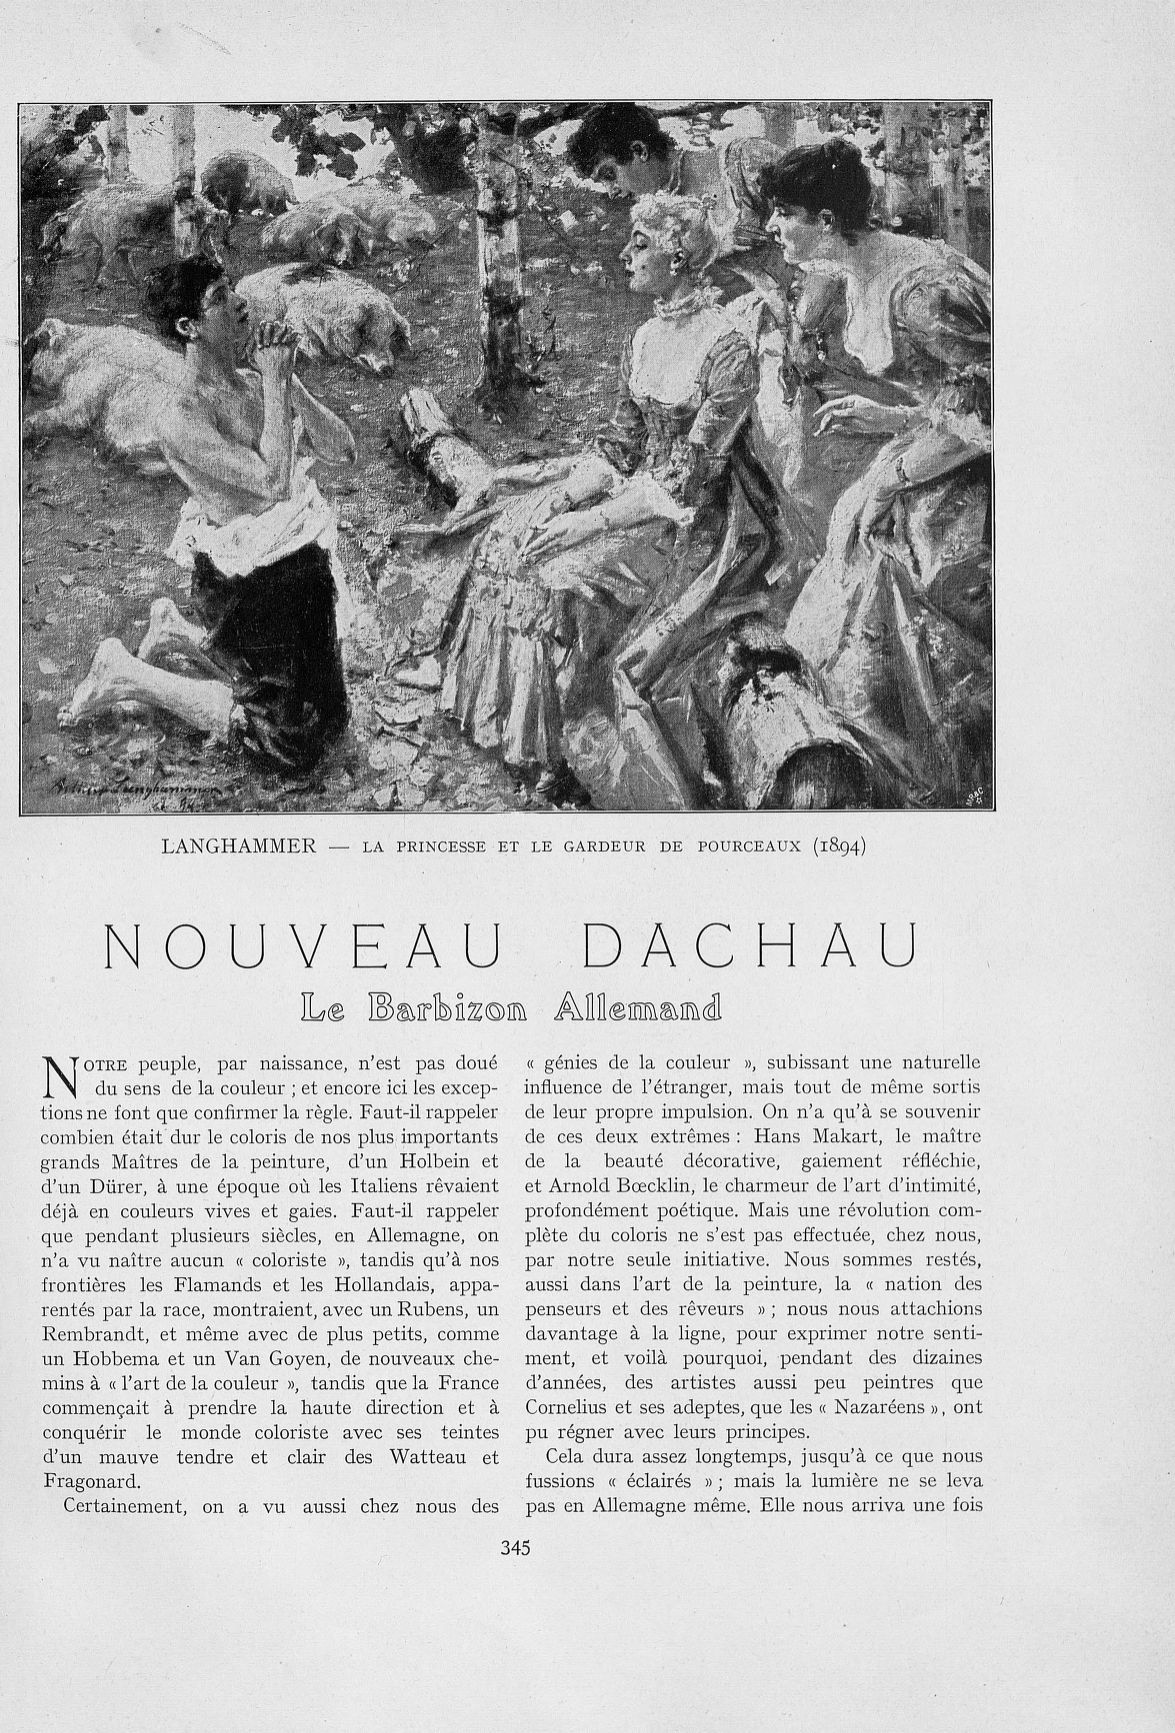 Arthur Langhammer
LANGHAMMER — LA PRINCESSE ET LE GARDEUR DE POURCEAUX (1894)
NOUVEAU DACHAU
Le Barbizon Allemand
NOTRE peuple, par naissance, n'est pas doué
du sens de la couleur ; et encore ici les excep-
tions ne font que confirmer la règle. Faut-il rappeler
combien était dur le coloris de nos plus importants
grands Maîtres de la peinture, d'un Holbein et
d'un Dürer, à une époque où les Italiens rêvaient
déjà en couleurs vives et gaies. Faut-il rappeler
que pendant plusieurs siècles, en Allemagne, on
n'a vu naître aucun « coloriste », tandis qu'à nos
frontières les Flamands et les Hollandais, appa-
rentés par la race, montraient, avec un Rubens, un
Rembrandt, et même avec de plus petits, comme
un Hobbema et un Van Goyen, de nouveaux che-
mins à « l'art de la couleur », tandis que la France
commençait à prendre la haute direction et à
conquérir le monde coloriste avec ses teintes
d'un mauve tendre et clair des Watteau et
Fragonard.
Certainement, on a vu aussi chez nous des
« génies de la couleur », subissant une naturelle
influence de l'étranger, mais tout de même sortis
de leur propre impulsion. On n'a qu'à se souvenir
de ces deux extrêmes : Hans Makart, le maître
de la beauté décorative, gaiement réfléchie,
et Arnold Bœcklin, le charmeur de l'art d'intimité,
profondément poétique. Mais une révolution com-
plète du coloris ne s'est pas effectuée, chez nous,
par notre seule initiative. Nous sommes restés,
aussi dans l'art de la peinture, la « nation des
penseurs et des rêveurs » ; nous nous attachions
davantage à la ligne, pour exprimer notre senti-
ment, et voilà pourquoi, pendant des dizaines
d'années, des artistes aussi peu peintres que
Cornelius et ses adeptes, que les « Nazaréens », ont
pu régner avec leurs principes.
Cela dura assez longtemps, jusqu'à ce que nous
fussions « éclairés » ; mais la lumière ne se leva
pas en Allemagne même. Elle nous arriva une fois
345